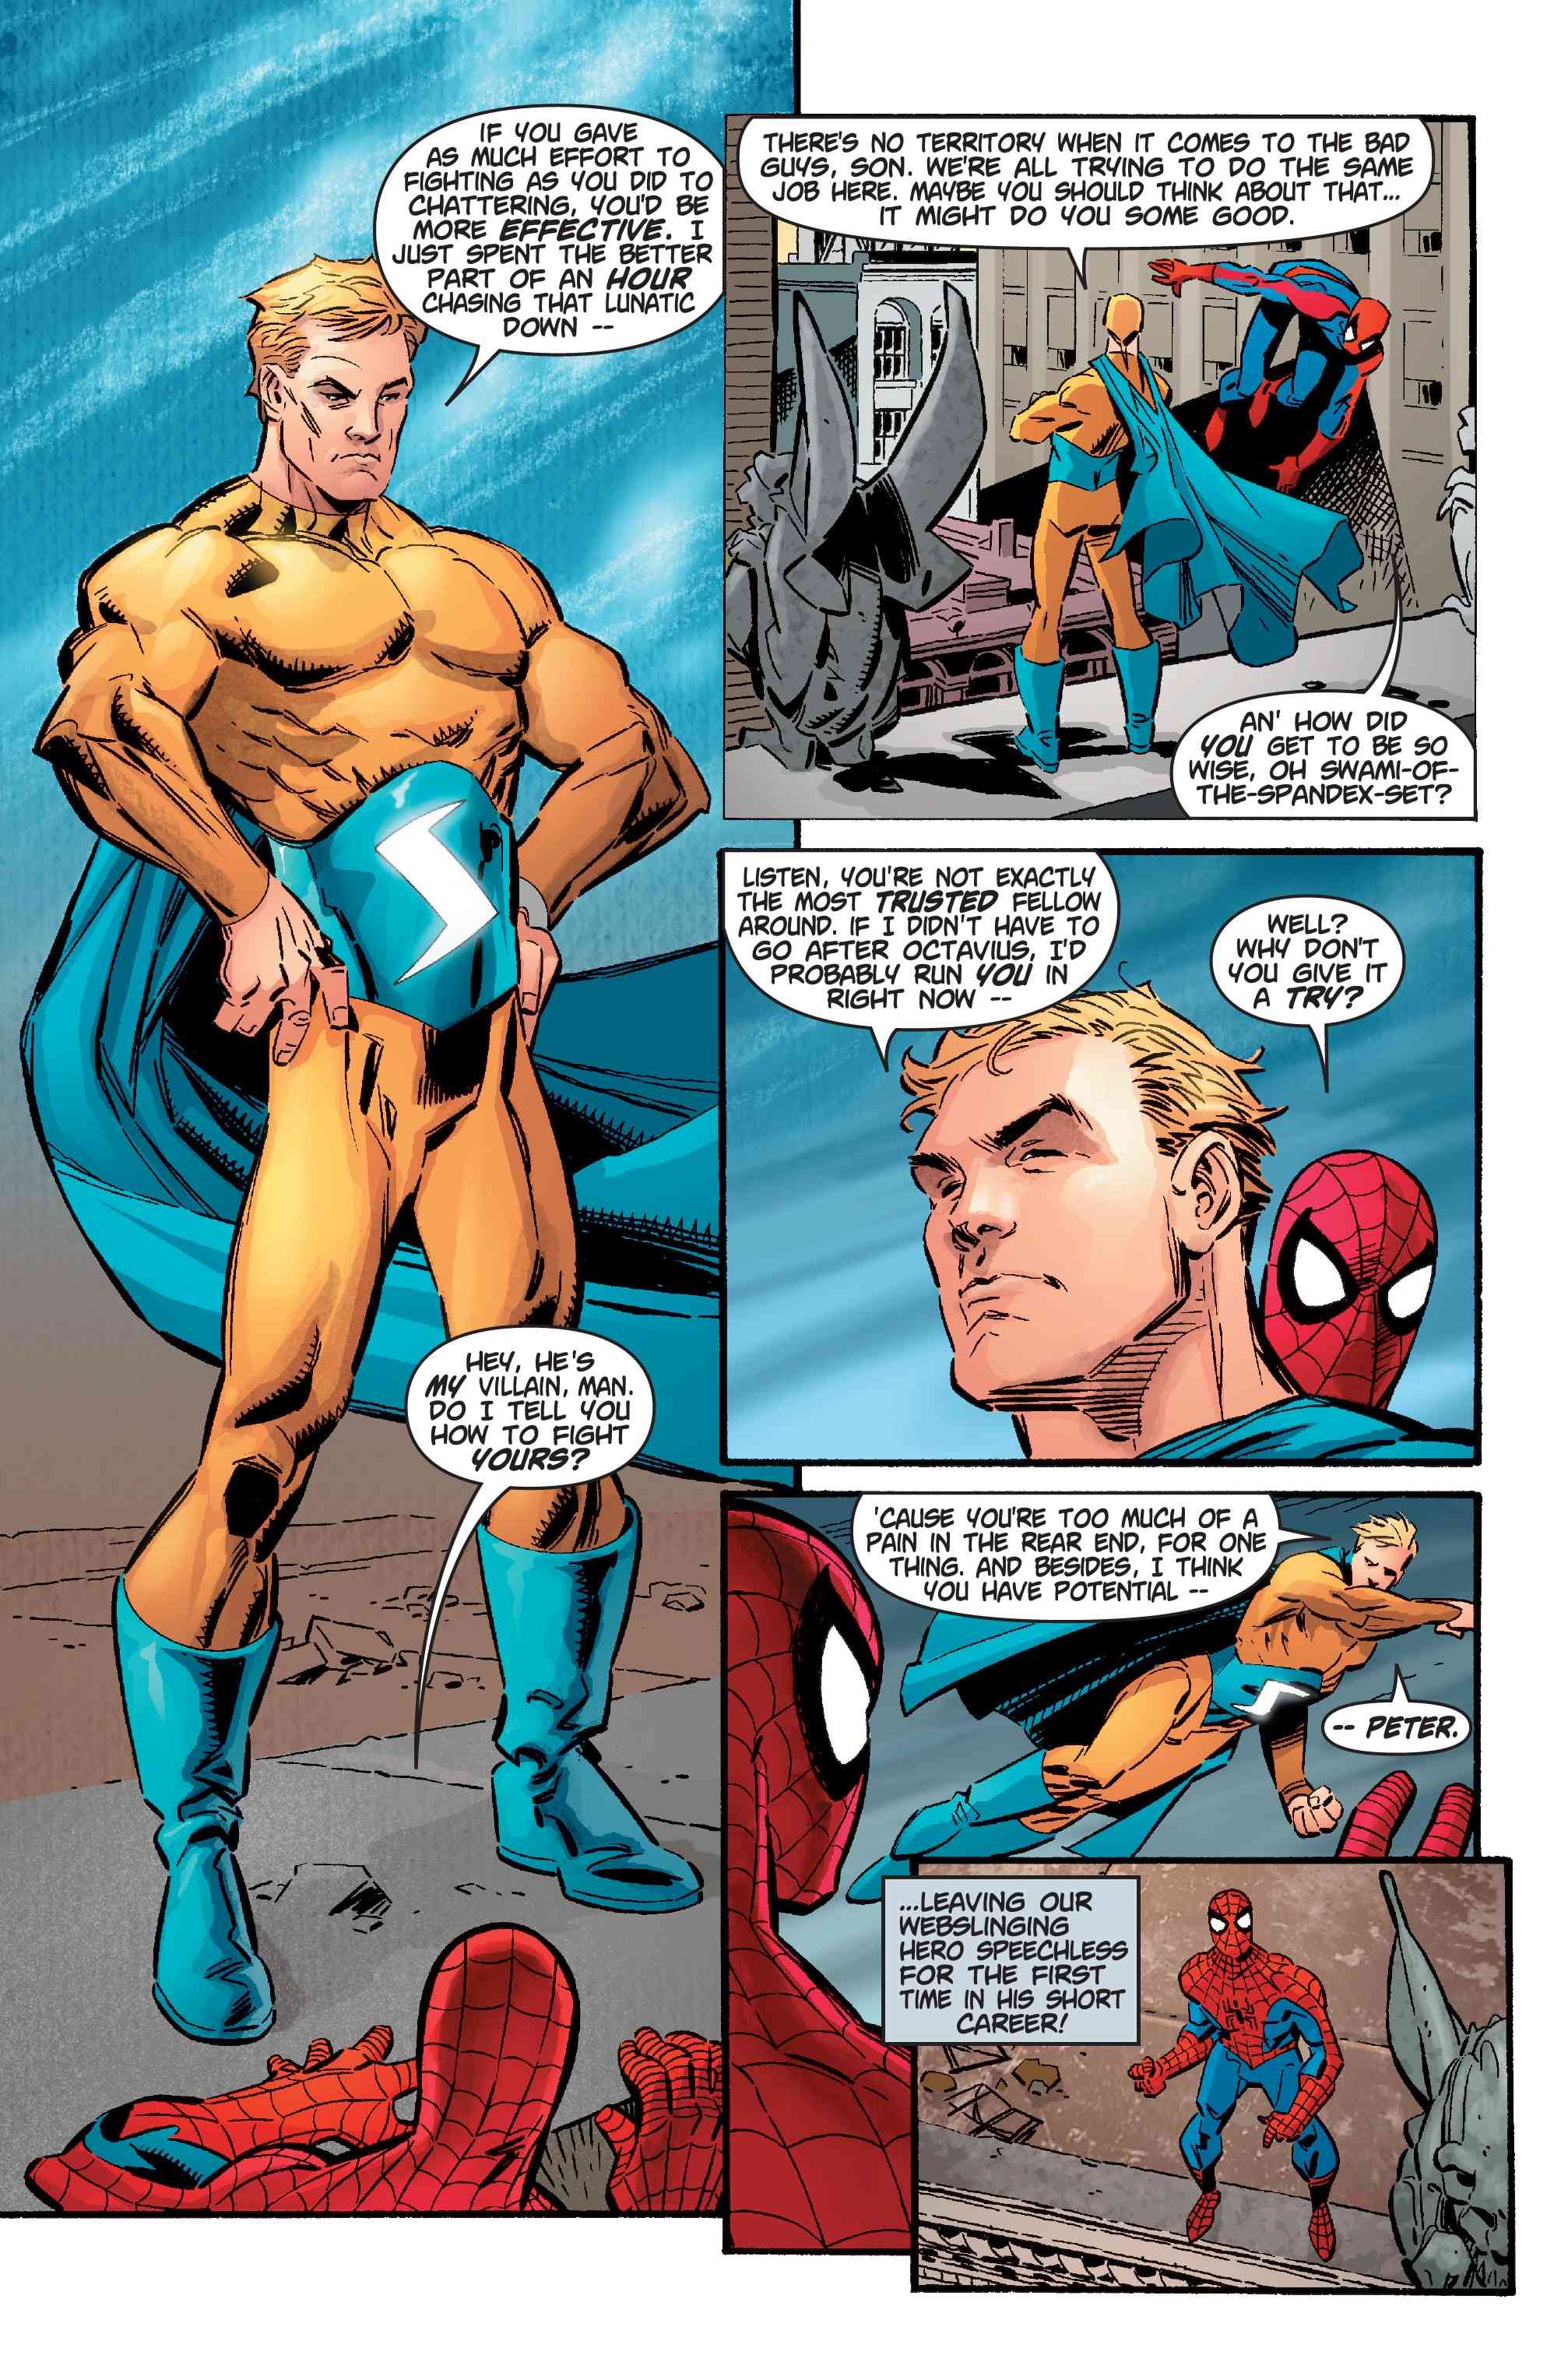 IF YOU GAVE
AS MUCH EFFORT TO
FIGHTING AS YOU DID TO
CHATTERING, YOU'D BE
MORE EFFECTIVE. I
JUST SPENT THE BETTER
PART OF AN HOUR
CHASING THAT LUNATIC
DOWN --
HEY, HE'S
MY VILLAIN, MAN.
DO I TELL YOU
HOW TO FIGHT
YOURS?
THERE'S NO TERRITORY WHEN IT COMES TO THE BAD
GUYS, SON. WE'RE ALL TRYING TO DO THE SAME
JOB HERE. MAYBE YOU SHOULD THINK ABOUT THAT...
IT MIGHT DO YOU SOME GOOD.
AN' HOW DID
YOU GET TO BE SO
WISE, OH SWAMI-OF-
THE-SPANDEX-SET?
LISTEN, YOU'RE NOT EXACTLY
THE MOST TRUSTED FELLOW
AROUND. IF I DIDN'T HAVE TO
GO AFTER OCTAVIUS, I'D
PROBABLY RUN YOU IN
RIGHT NOW --
WELL?
WHY DON'T
YOU GIVE IT
A TRY?
'CAUSE YOU'RE TOO MUCH OF A
PAIN IN THE REAR END, FOR ONE
THING. AND BESIDES, I THINK
YOU HAVE POTENTIAL --
-- PETER.
...LEAVING OUR
WEBSLINGING
HERO SPEECHLESS
FOR THE FIRST
TIME IN HIS SHORT
CAREER!